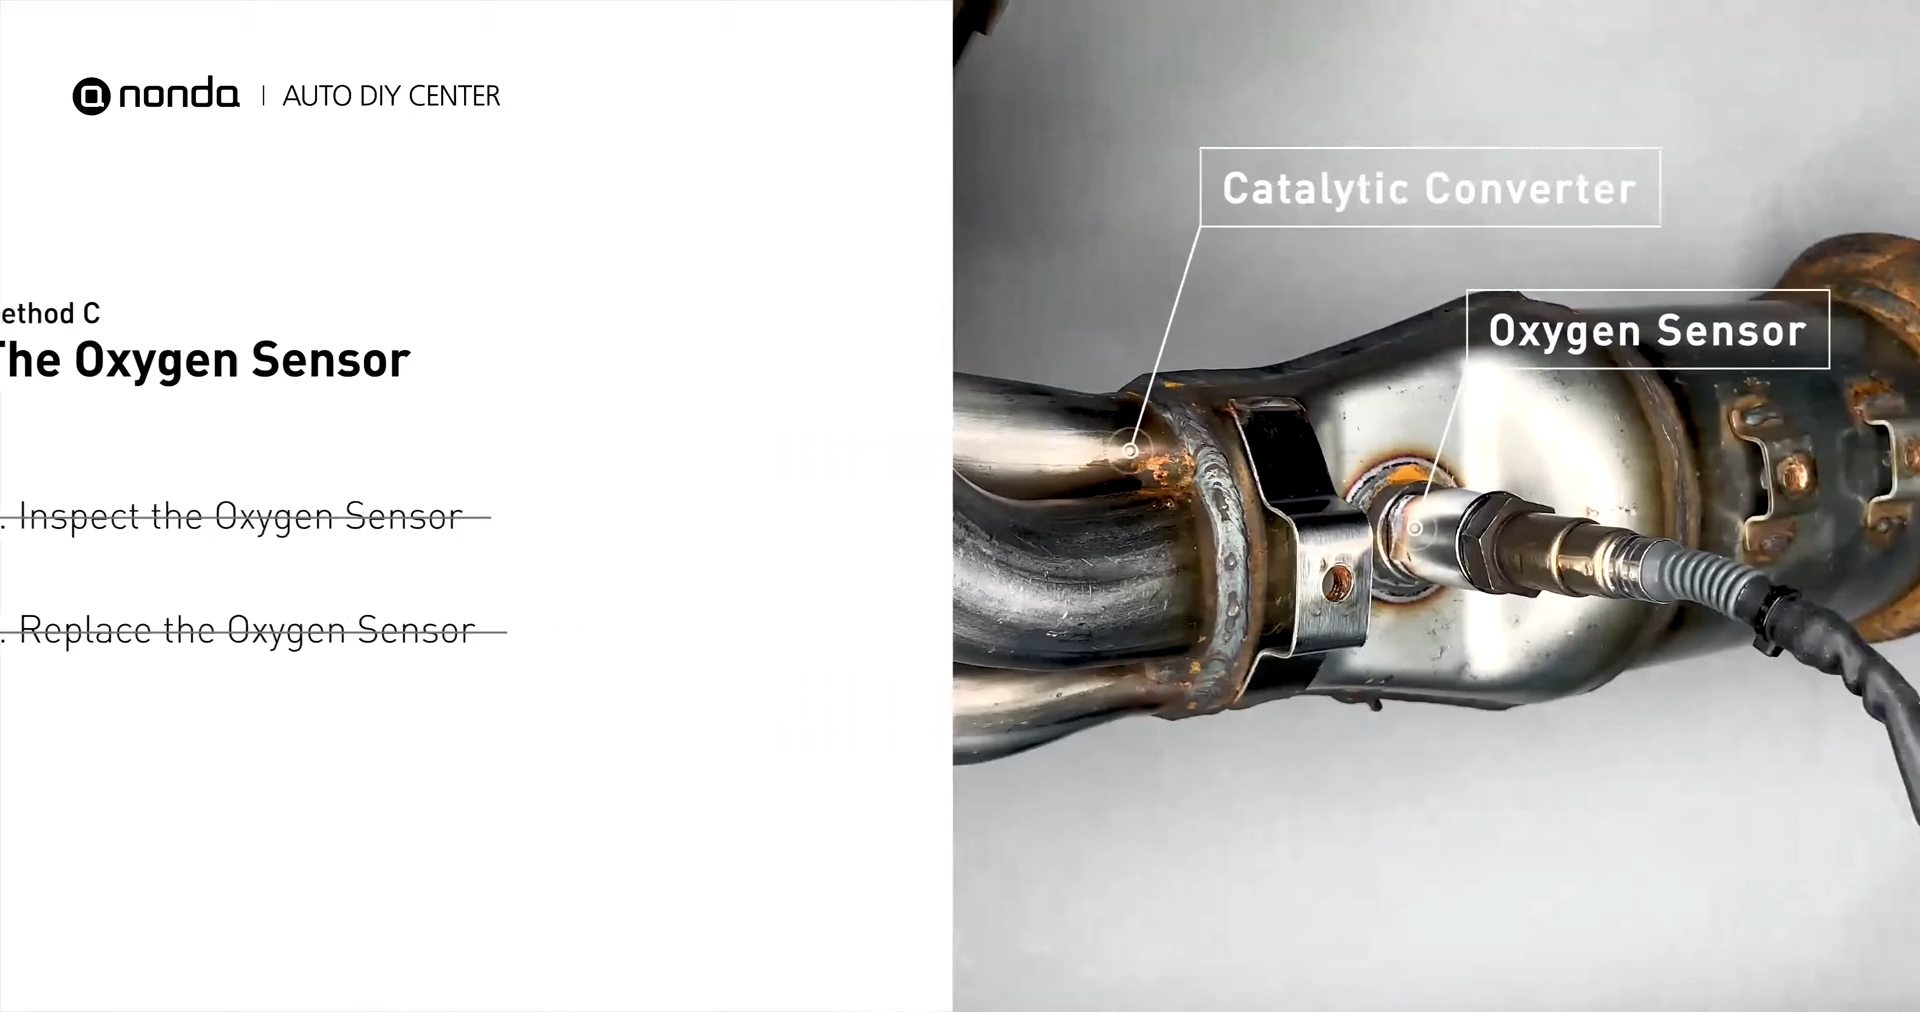 nonda | AUTO DIY CENTER
ethod C
The Oxygen Sensor
. Inspect the Oxygen Sensor
. Replace the Oxygen Sensor
Catalytic Converter
Oxygen Sensor